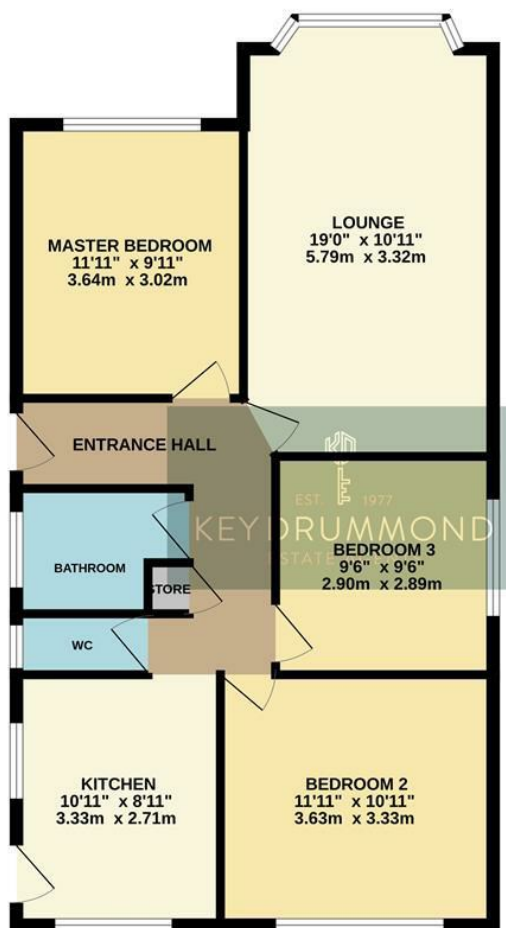 LOUNGE
19'0" x 10'11"
5.79m x 3.32m
MASTER BEDROOM
11'11" x 9'11"
3.64m x 3.02m
ENTRANCE HALL
KD
EST. 1977
KEYDRUMMOND
ESTATE
BEDROOM 3
9'6" x 9'6"
2.90m x 2.89m
BATHROOM
STORE
WC
KITCHEN
10'11" x 8'11"
3.33m x 2.71m
BEDROOM 2
11'11" x 10'11"
3.63m x 3.33m